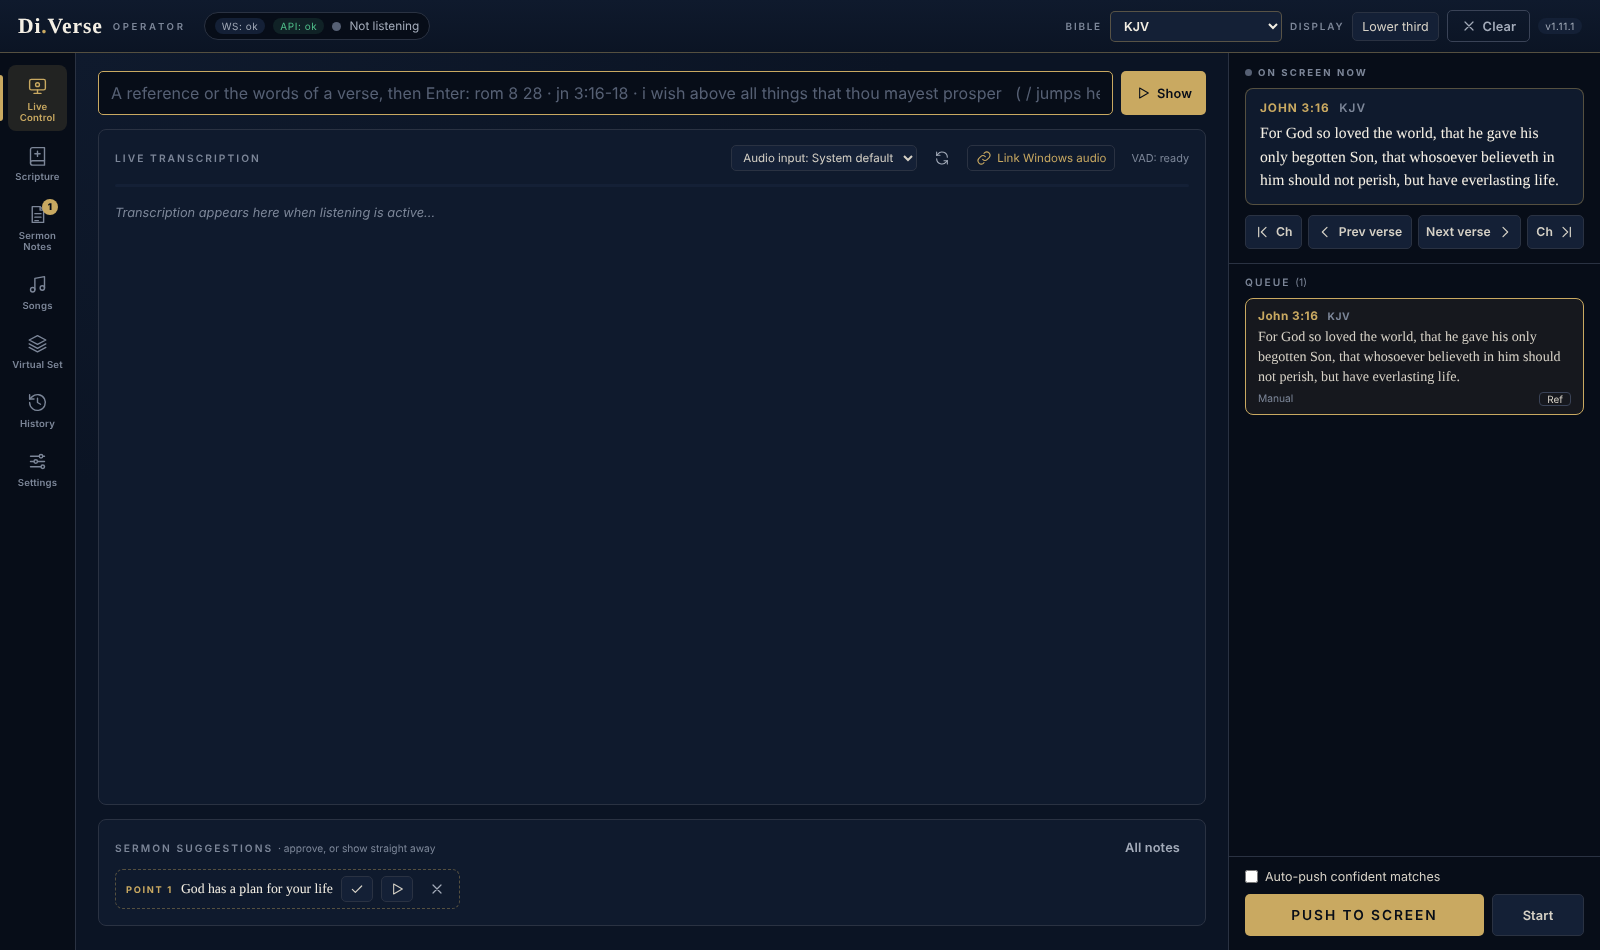 Di.Verse OPERATOR WS: ok API: ok Not listening BIBLE KJV DISPLAY Lower third Clear v1.11.1
Live
Control
Scripture
1
Sermon
Notes
Songs
Virtual Set
History
Settings
A reference or the words of a verse, then Enter: rom 8 28 · jn 3:16-18 · i wish above all things that thou mayest prosper ( / jumps he
Show
LIVE TRANSCRIPTION Audio input: System default Link Windows audio VAD: ready
Transcription appears here when listening is active...
SERMON SUGGESTIONS · approve, or show straight away All notes
POINT 1 God has a plan for your life
ON SCREEN NOW
JOHN 3:16 KJV
For God so loved the world, that he gave his
only begotten Son, that whosoever believeth in
him should not perish, but have everlasting life.
Ch Prev verse Next verse Ch
QUEUE (1)
John 3:16 KJV
For God so loved the world, that he gave his only
begotten Son, that whosoever believeth in him should
not perish, but have everlasting life.
Manual Ref
Auto-push confident matches
PUSH TO SCREEN Start